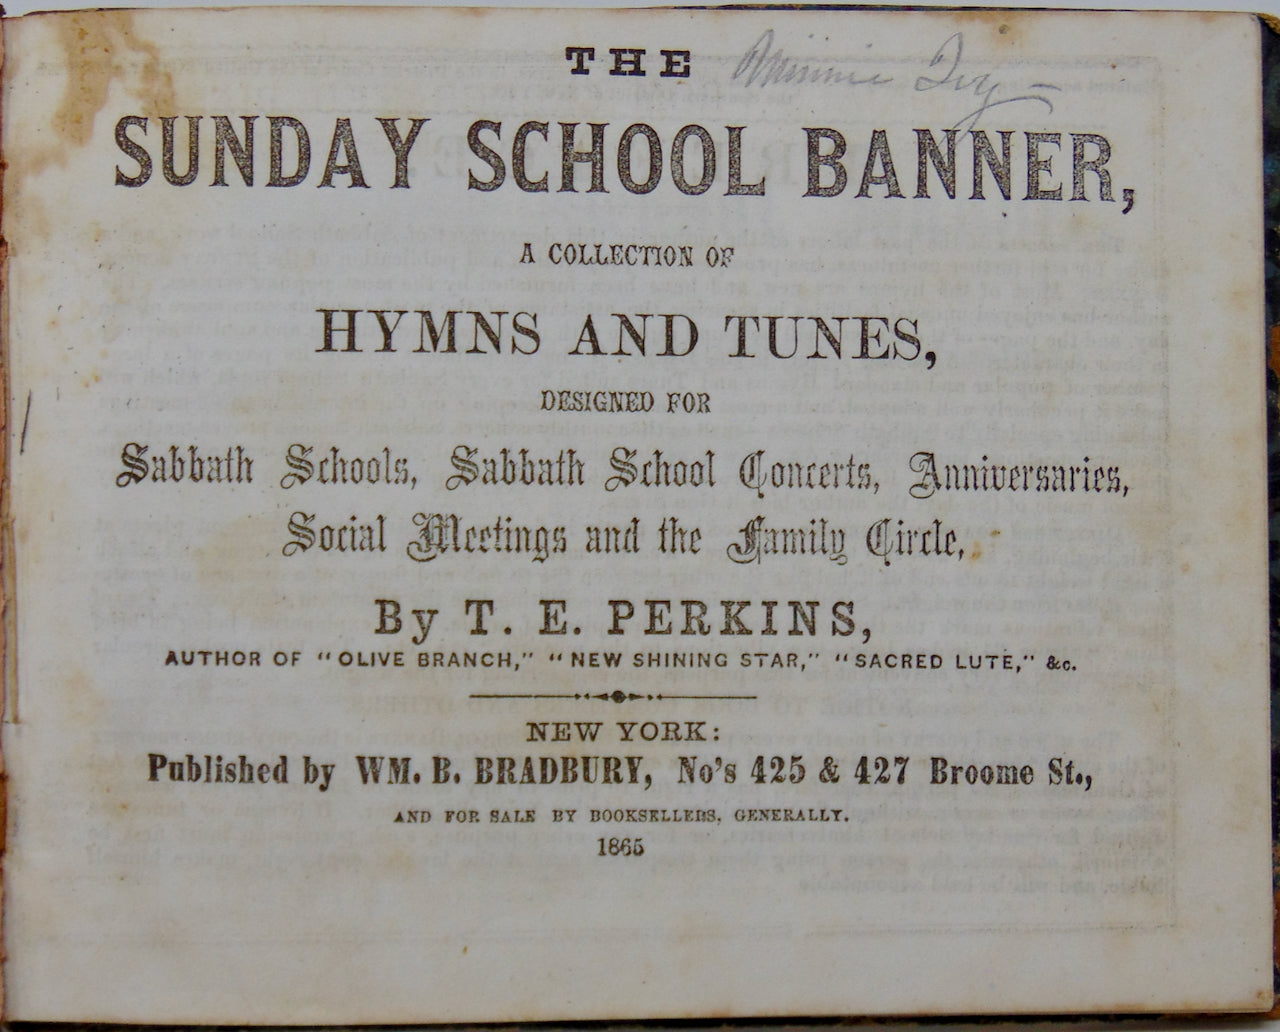 THE Minnie Ivy
SUNDAY SCHOOL BANNER,
A COLLECTION OF
HYMNS AND TUNES,
DESIGNED FOR
Sabbath Schools, Sabbath School Concerts, Anniversaries,
Social Meetings and the Family Circle,
By T. E. PERKINS,
AUTHOR OF “OLIVE BRANCH,” “NEW SHINING STAR,” “SACRED LUTE,” &c.
NEW YORK:
Published by WM. B. BRADBURY, No's 425 & 427 Broome St.,
AND FOR SALE BY BOOKSELLERS, GENERALLY.
1865